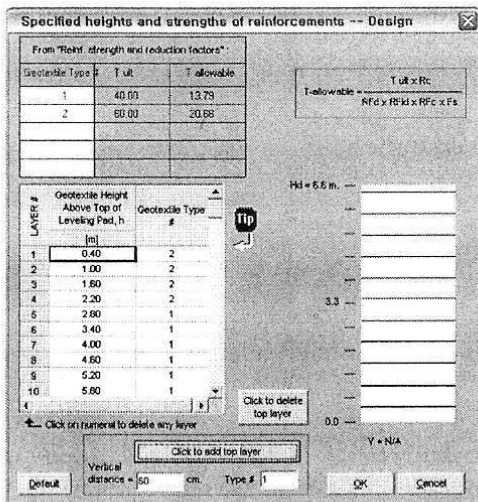 Specified heights and strengths of reinforcements -- Design
From "Reinf. strength and reduction factors":
Geotextile Type # T ult T allowable
1 40.00 13.79
2 60.00 20.68
T-allowable = T ult x Rc
RFd x RFid x RFc x Fs
LAYER #
Geotextile Height Above Top of Leveling Pad, h [m]
Geotextile Type #
1 0.40 2
2 1.00 2
3 1.60 2
4 2.20 2
5 2.80 1
6 3.40 1
7 4.00 1
8 4.60 1
9 5.20 1
10 5.80 1
Tip
Hd = 6.6 m.
3.3
0.0
Y = N/A
Click to delete top layer
Click on numeral to delete any layer
Click to add top layer
Vertical distance = 60 cm. Type # 1
Default
OK
Cancel